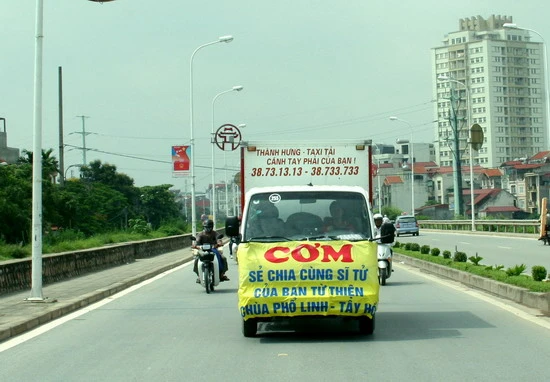 THÀNH HƯNG - TAXI TẢI
CÁNH TAY PHẢI CỦA BẠN !
38.73.13.13 - 38.733.733
255
CƠM
SẺ CHIA CÙNG SĨ TỬ
CỦA BAN TỪ THIỆN
CHÙA PHỔ LINH - TÂY HỒ